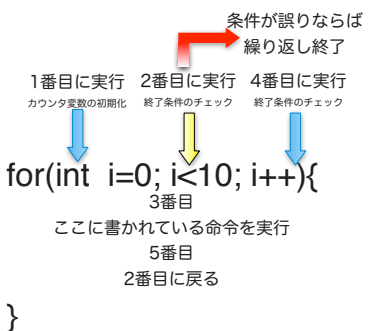 条件が誤りならば
繰り返し終了
1番目に実行 2番目に実行 4番目に実行
カウンタ変数の初期化 終了条件のチェック 終了条件のチェック
for(int i=0; i<10; i++){
3番目
ここに書かれている命令を実行
5番目
2番目に戻る
}